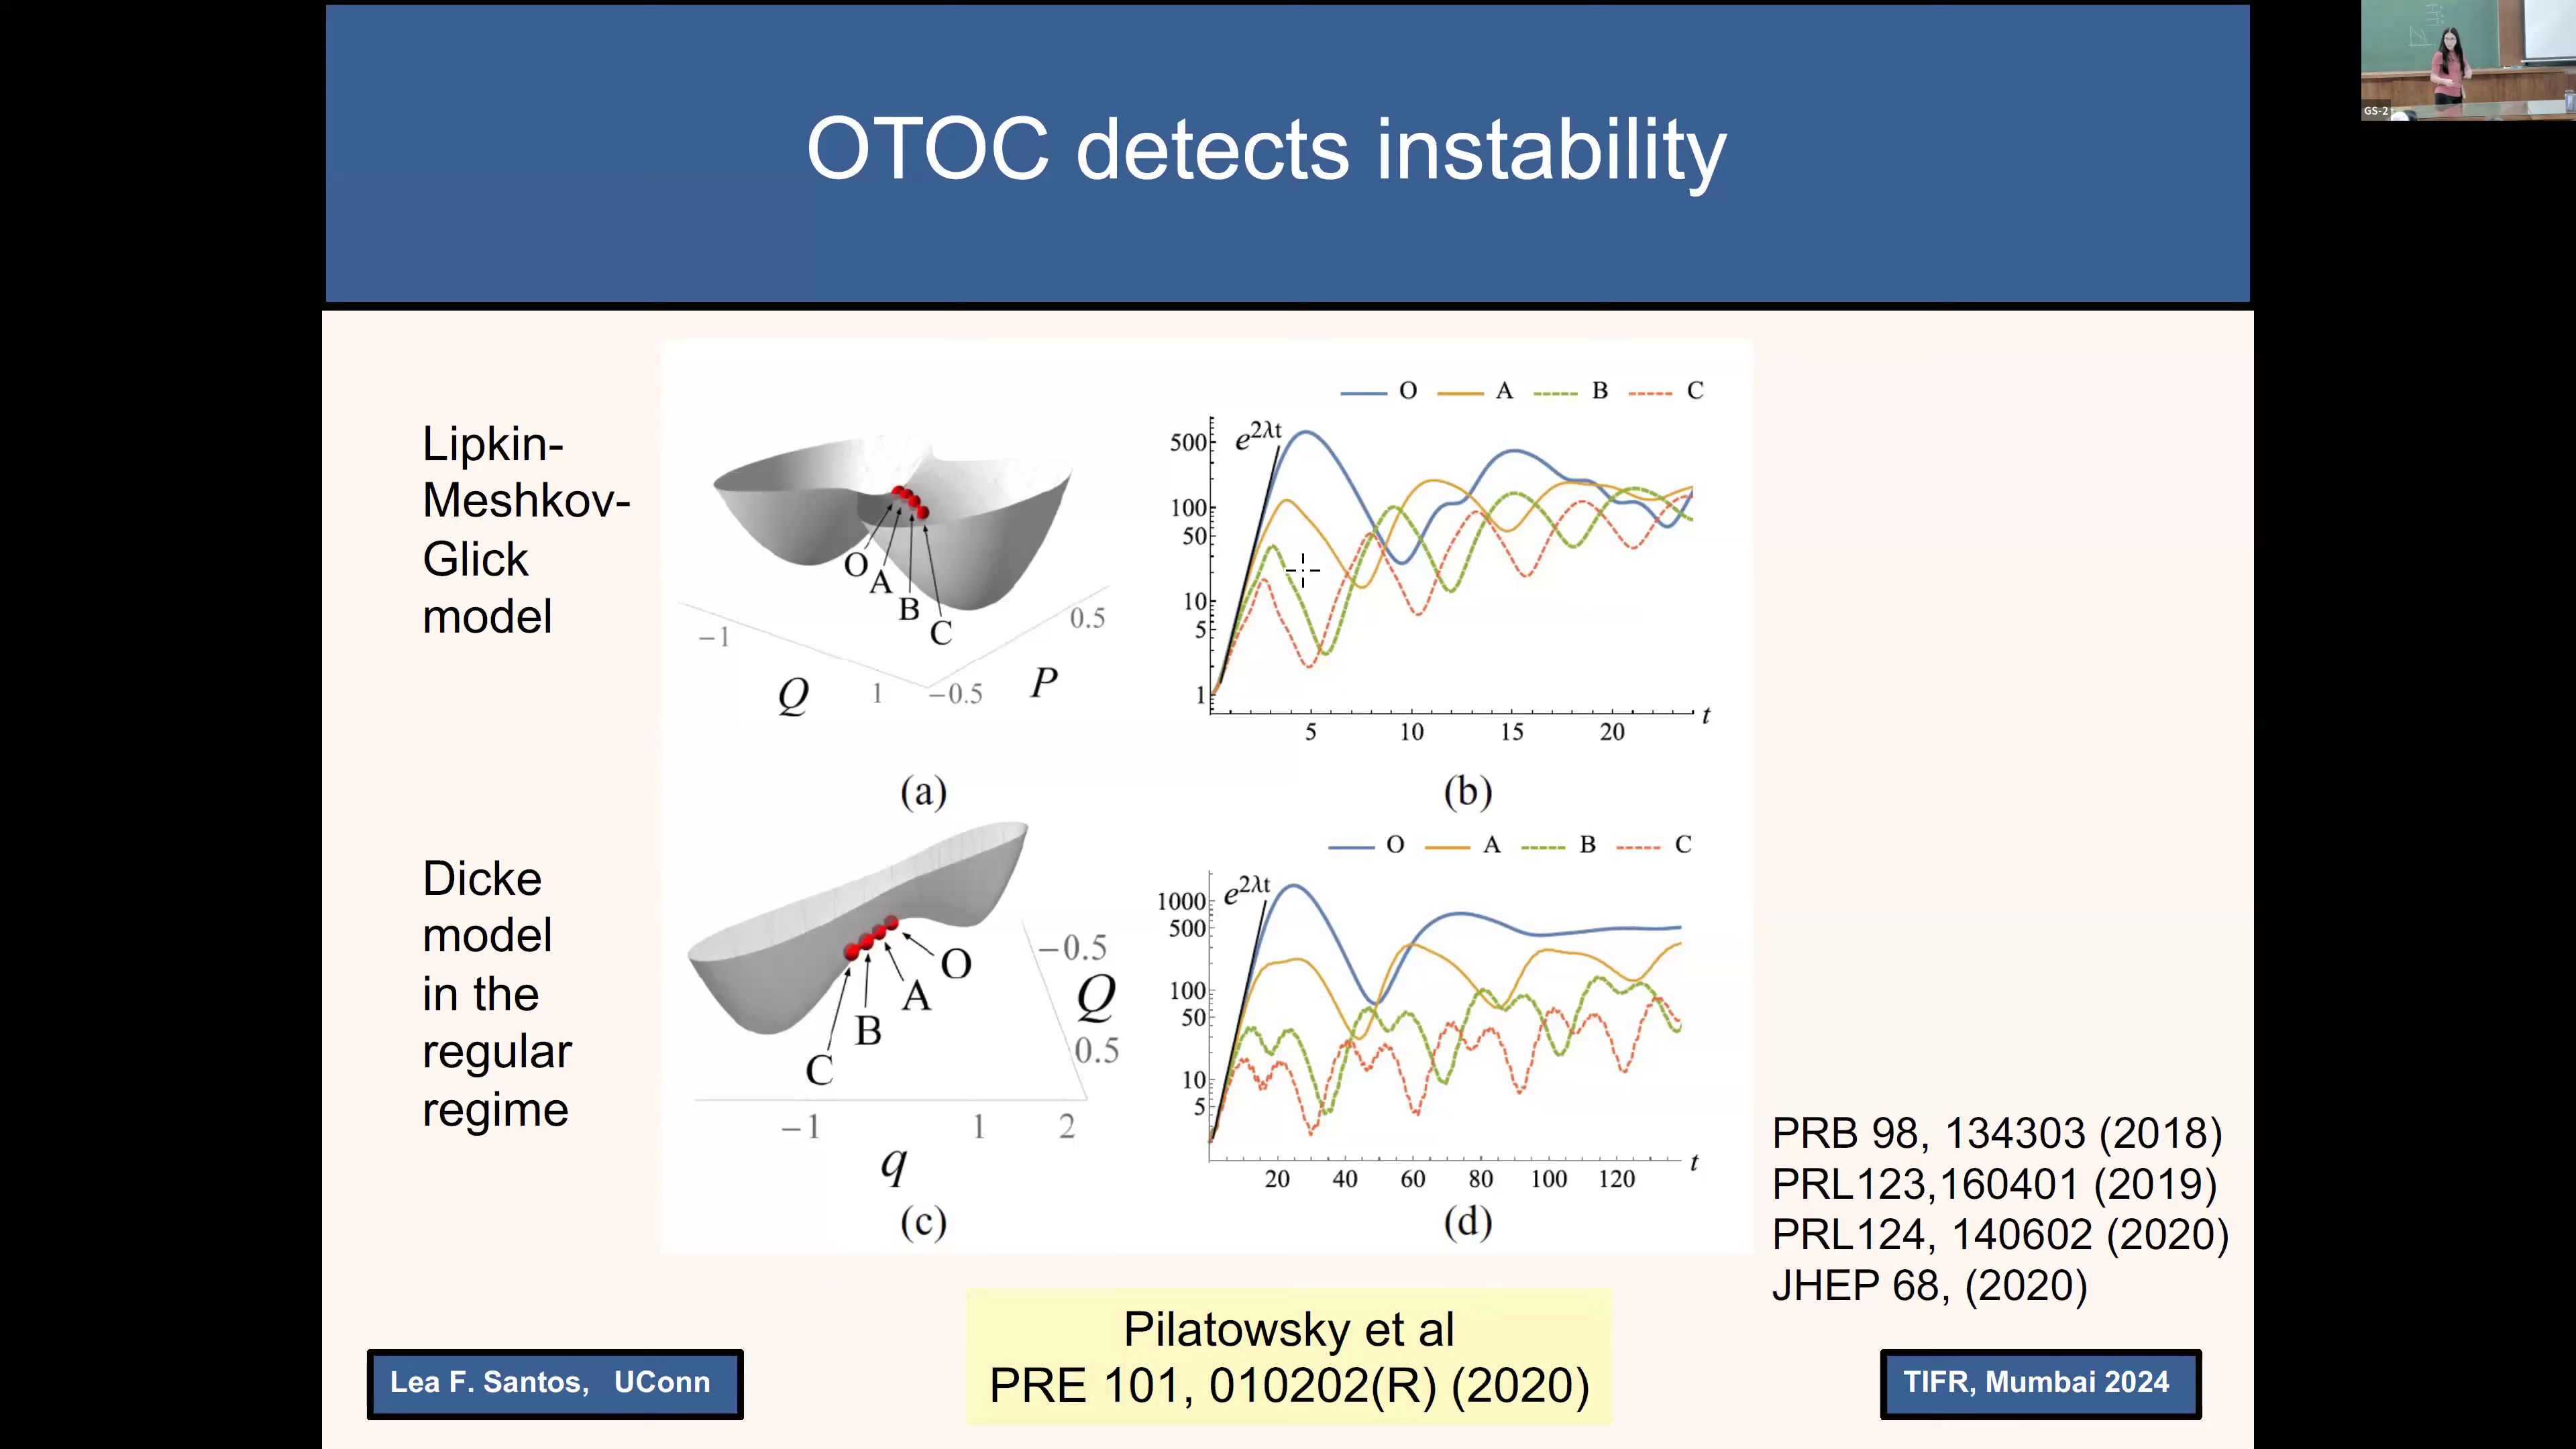 OTOC detects instability
GS-2
Lipkin-
Meshkov-
Glick
model
O
A
B
C
−1
Q
1
−0.5
P
0.5
(a)
O A B C
e^2λt
500
100
50
10
5
1
5 10 15 20 t
(b)
Dicke
model
in the
regular
regime
O
A
B
C
−0.5
Q
0.5
−1 1 2
q
(c)
O A B C
e^2λt
1000
500
100
50
10
5
20 40 60 80 100 120 t
(d)
PRB 98, 134303 (2018)
PRL123,160401 (2019)
PRL124, 140602 (2020)
JHEP 68, (2020)
Pilatowsky et al
PRE 101, 010202(R) (2020)
Lea F. Santos, UConn
TIFR, Mumbai 2024